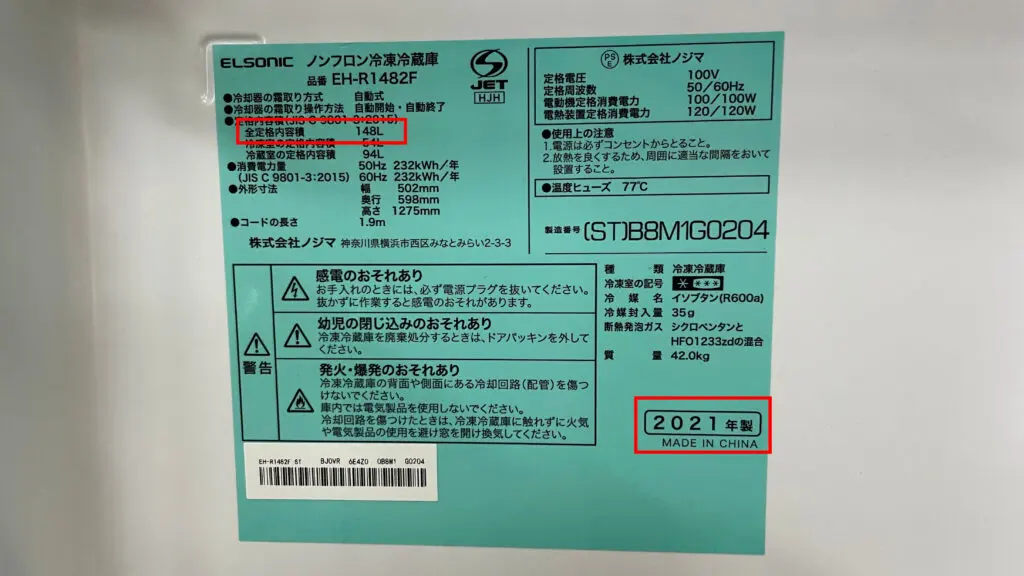 ELSONIC ノンフロン冷凍冷蔵庫
品番 EH-R1482F
●冷却器の霜取り方式 自動式
●冷却器の霜取り操作方法 自動開始・自動終了
●定格内容積(JIS C 9801-3:2015)
全定格内容積 148L
冷凍室の定格内容積 54L
冷蔵室の定格内容積 94L
●消費電力量 50Hz 232kWh/年
(JIS C 9801-3:2015) 60Hz 232kWh/年
●外形寸法 幅 502mm
奥行 598mm
高さ 1275mm
●コードの長さ 1.9m
株式会社ノジマ 神奈川県横浜市西区みなとみらい2-3-3
S
JET
HJH
PS
E 株式会社ノジマ
定格電圧 100V
定格周波数 50/60Hz
電動機定格消費電力 100/100W
電熱装置定格消費電力 120/120W
●使用上の注意
1.電源は必ずコンセントからとること。
2.放熱を良くするため、周囲に適当な間隔をおいて
設置すること。
●温度ヒューズ 77℃
製造番号 (ST)B8M1G0204
警告
感電のおそれあり
お手入れのときには、必ず電源プラグを抜いてください。
抜かずに作業すると感電のおそれがあります。
幼児の閉じ込めのおそれあり
冷凍冷蔵庫を廃棄処分するときは、ドアパッキンを外して
ください。
発火・爆発のおそれあり
冷凍冷蔵庫の背面や側面にある冷却回路(配管)を傷つ
けないでください。
庫内では電気製品を使用しないでください。
冷却回路を傷つけたときは、冷凍冷蔵庫に触れずに火気
や電気製品の使用を避け窓を開け換気してください。
種類 冷凍冷蔵庫
冷凍室の記号 * ***
冷媒名 イソブタン(R600a)
冷媒封入量 35g
断熱発泡ガス シクロペンタンと
HFO1233zdの混合
質量 42.0kg
2021年製
MADE IN CHINA
EH-R1482F ST BJOVR 6E4Z0 0B8M1 G0204